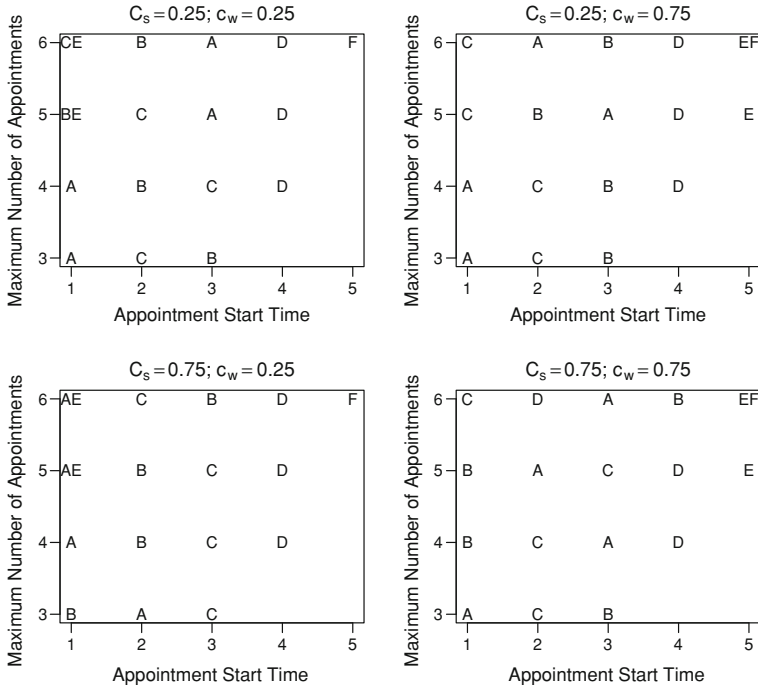 C_s = 0.25; c_w = 0.25
Maximum Number of Appointments
6 CE B A D F
5 BE C A D
4 A B C D
3 A C B
1 2 3 4 5
Appointment Start Time
C_s = 0.25; c_w = 0.75
Maximum Number of Appointments
6 C A B D EF
5 C B A D E
4 A C B D
3 A C B
1 2 3 4 5
Appointment Start Time
C_s = 0.75; c_w = 0.25
Maximum Number of Appointments
6 AE C B D F
5 AE B C D
4 A B C D
3 B A C
1 2 3 4 5
Appointment Start Time
C_s = 0.75; c_w = 0.75
Maximum Number of Appointments
6 C D A B EF
5 B A C D E
4 B C A D
3 A C B
1 2 3 4 5
Appointment Start Time